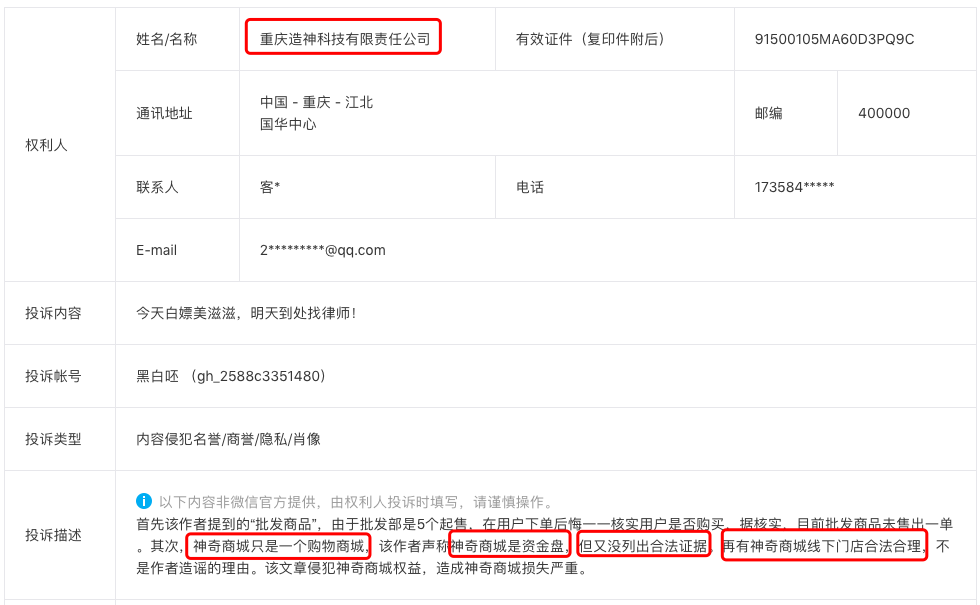 姓名/名称 重庆造神科技有限责任公司 有效证件（复印件附后） 91500105MA60D3PQ9C
权利人
通讯地址 中国 - 重庆 - 江北
国华中心
邮编 400000
联系人 客* 电话 173584*****
E-mail 2*********@qq.com
投诉内容 今天白嫖美滋滋，明天到处找律师！
投诉帐号 黑白呸 （gh_2588c3351480）
投诉类型 内容侵犯名誉/商誉/隐私/肖像
投诉描述
以下内容非微信官方提供，由权利人投诉时填写，请谨慎操作。
首先该作者提到的“批发商品”，由于批发部是5个起售，在用户下单后悔一一核实用户是否购买，据核实，目前批发商品未售出一单
。其次，神奇商城只是一个购物商城，该作者声称神奇商城是资金盘，但又没列出合法证据，再有神奇商城线下门店合法合理，不
是作者造谣的理由。该文章侵犯神奇商城权益，造成神奇商城损失严重。